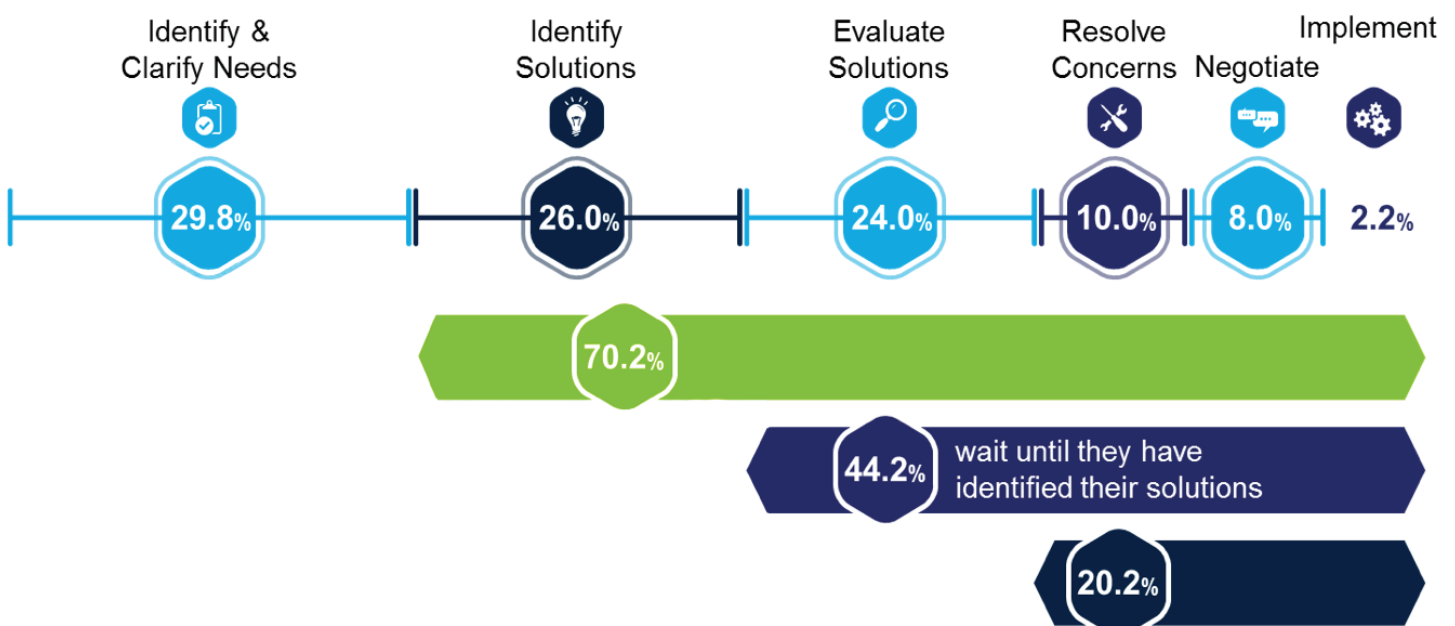 Identify &
Clarify Needs
Identify
Solutions
Evaluate
Solutions
Resolve
Concerns
Negotiate
Implement
29.8%
26.0%
24.0%
10.0%
8.0%
2.2%
70.2%
44.2%
wait until they have
identified their solutions
20.2%